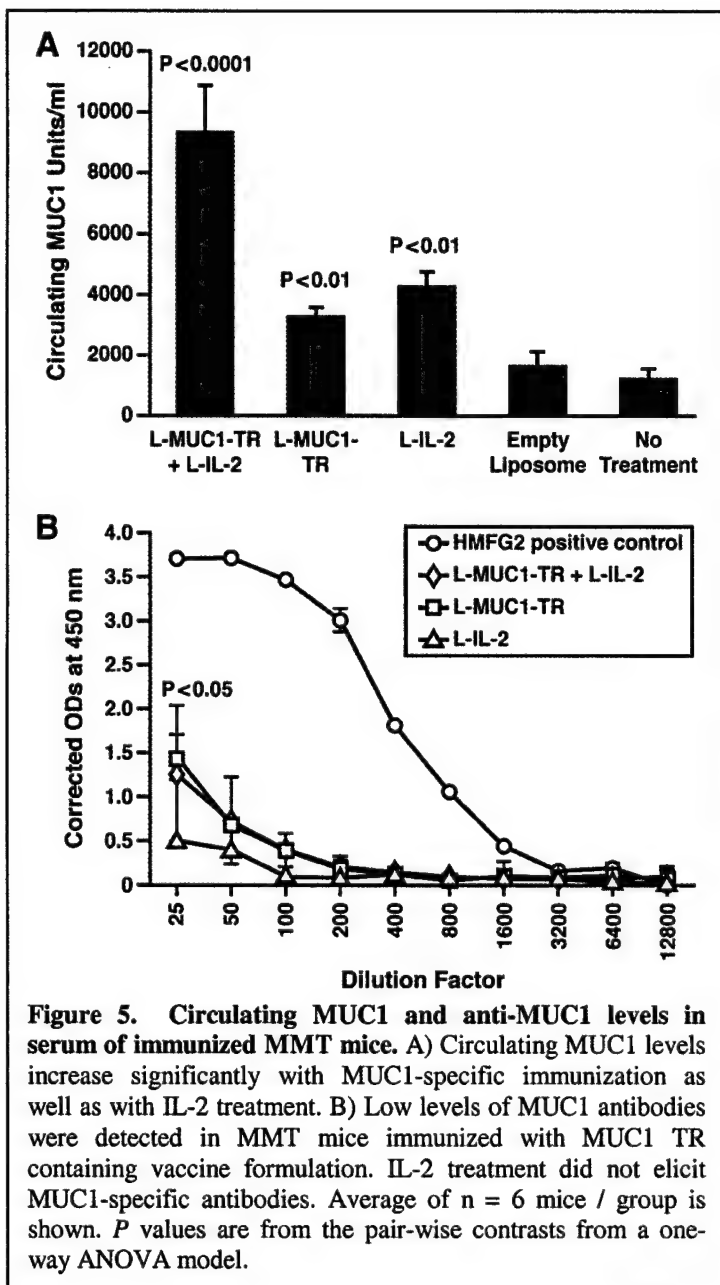 A
12000
10000
8000
6000
4000
2000
0
Circulating MUC1 Units/ml
P<0.0001
P<0.01
P<0.01
L-MUC1-TR
+ L-IL-2
L-MUC1-
TR
L-IL-2
Empty
Liposome
No
Treatment
B
4.0
3.5
3.0
2.5
2.0
1.5
1.0
0.5
0
Corrected ODs at 450 nm
HMFG2 positive control
L-MUC1-TR + L-IL-2
L-MUC1-TR
L-IL-2
P<0.05
25
50
100
200
400
800
1600
3200
6400
12800
Dilution Factor
Figure 5. Circulating MUC1 and anti-MUC1 levels in
serum of immunized MMT mice. A) Circulating MUC1 levels
increase significantly with MUC1-specific immunization as
well as with IL-2 treatment. B) Low levels of MUC1 antibodies
were detected in MMT mice immunized with MUC1 TR
containing vaccine formulation. IL-2 treatment did not elicit
MUC1-specific antibodies. Average of n = 6 mice / group is
shown. P values are from the pair-wise contrasts from a one-
way ANOVA model.